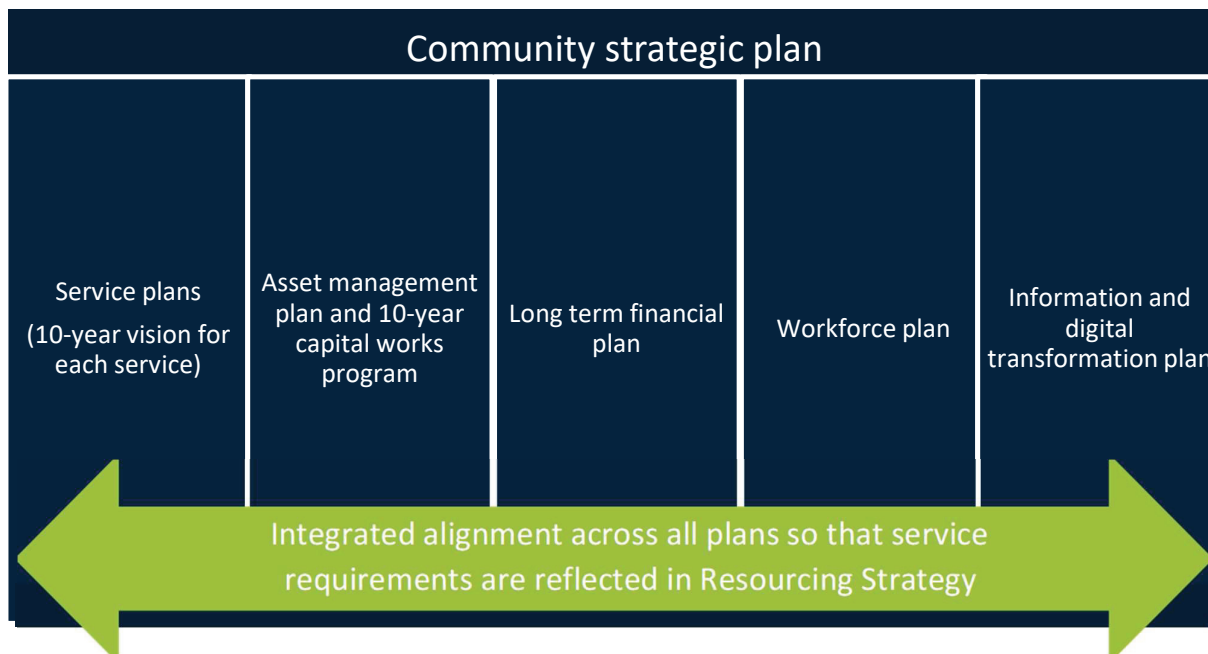 Community strategic plan
Service plans
(10-year vision for
each service)
Asset management
plan and 10-year
capital works
program
Long term financial
plan
Workforce plan
Information and
digital
transformation plan
Integrated alignment across all plans so that service
requirements are reflected in Resourcing Strategy